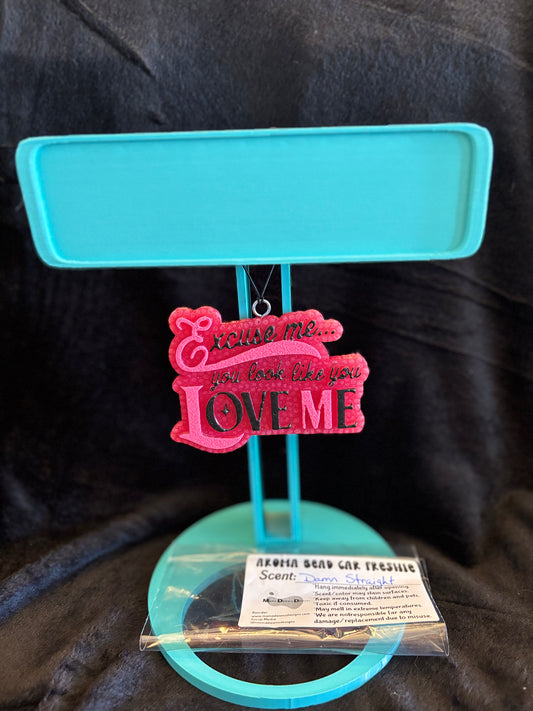 Excuse me...
you look like you
LOVE ME
AROMA BEAD CAR FRESHIE
Scent: Damn Straight
Hang immediately after opening.
Scent/color may stain surfaces.
Keep away from children and pets.
Toxic if consumed.
May melt in extreme temperatures.
We are notresponsible for any
damage/replacement due to misuse.